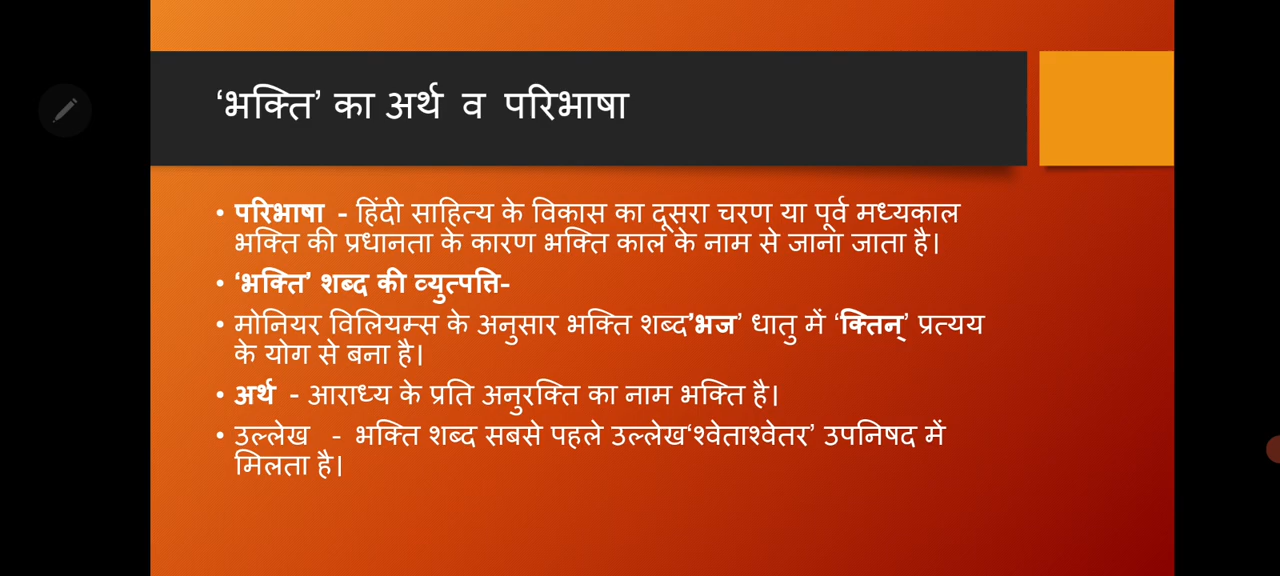 ‘भक्ति’ का अर्थ व परिभाषा
• परिभाषा - हिंदी साहित्य के विकास का दूसरा चरण या पूर्व मध्यकाल
भक्ति की प्रधानता के कारण भक्ति काल के नाम से जाना जाता है।
• ‘भक्ति’ शब्द की व्युत्पत्ति-
• मोनियर विलियम्स के अनुसार भक्ति शब्द’भज’ धातु में ‘क्तिन्’ प्रत्यय
के योग से बना है।
• अर्थ - आराध्य के प्रति अनुरक्ति का नाम भक्ति है।
• उल्लेख - भक्ति शब्द सबसे पहले उल्लेख‘श्वेताश्वेतर’ उपनिषद में
मिलता है।